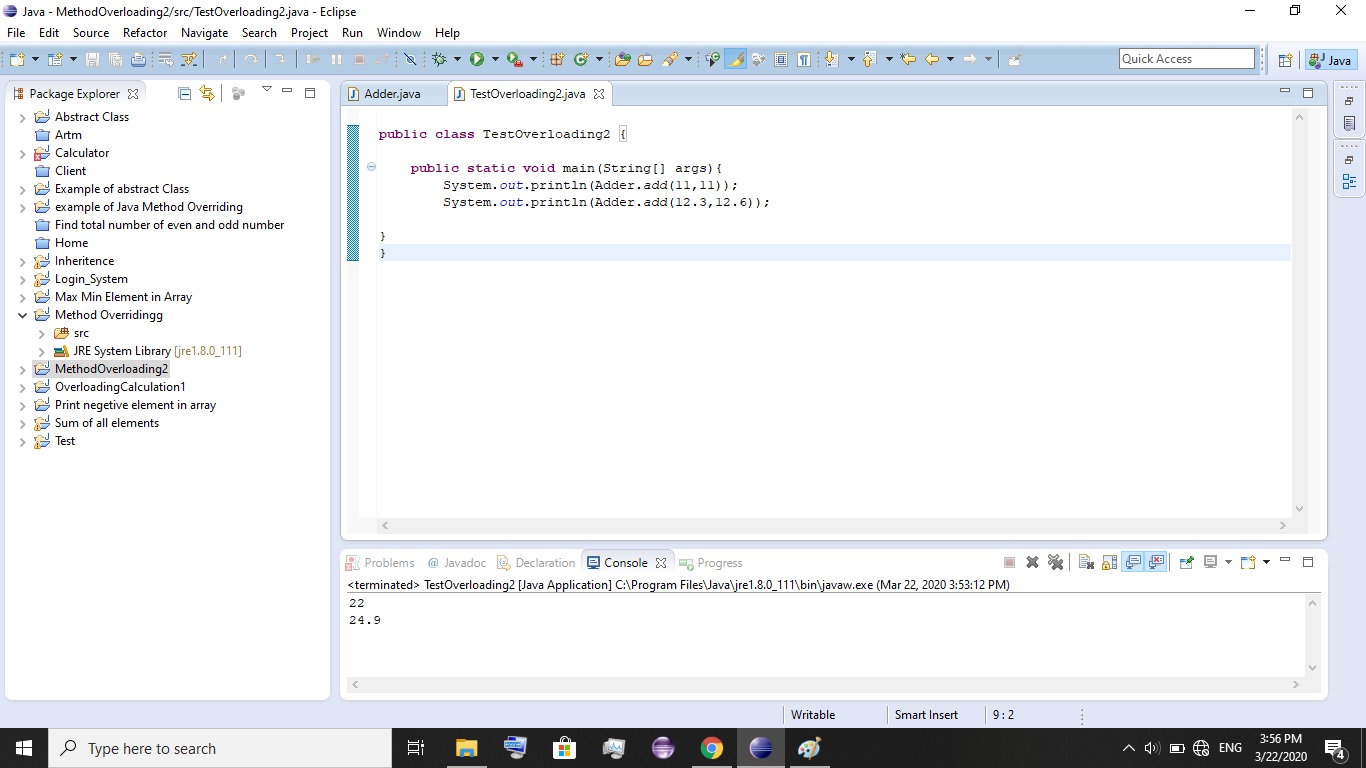 Java - MethodOverloading2/src/TestOverloading2.java - Eclipse
File Edit Source Refactor Navigate Search Project Run Window Help
Quick Access
Java
Package Explorer
Abstract Class
Artm
Calculator
Client
Example of abstract Class
example of Java Method Overriding
Find total number of even and odd number
Home
Inheritence
Login_System
Max Min Element in Array
Method Overridingg
src
JRE System Library [jre1.8.0_111]
MethodOverloading2
OverloadingCalculation1
Print negetive element in array
Sum of all elements
Test
Adder.java TestOverloading2.java
public class TestOverloading2 {
public static void main(String[] args){
System.out.println(Adder.add(11,11));
System.out.println(Adder.add(12.3,12.6));
}
}
Problems @ Javadoc Declaration Console Progress
<terminated> TestOverloading2 [Java Application] C:\Program Files\Java\jre1.8.0_111\bin\javaw.exe (Mar 22, 2020 3:53:12 PM)
22
24.9
Writable Smart Insert 9 : 2
Type here to search
ENG
3:56 PM
3/22/2020
4